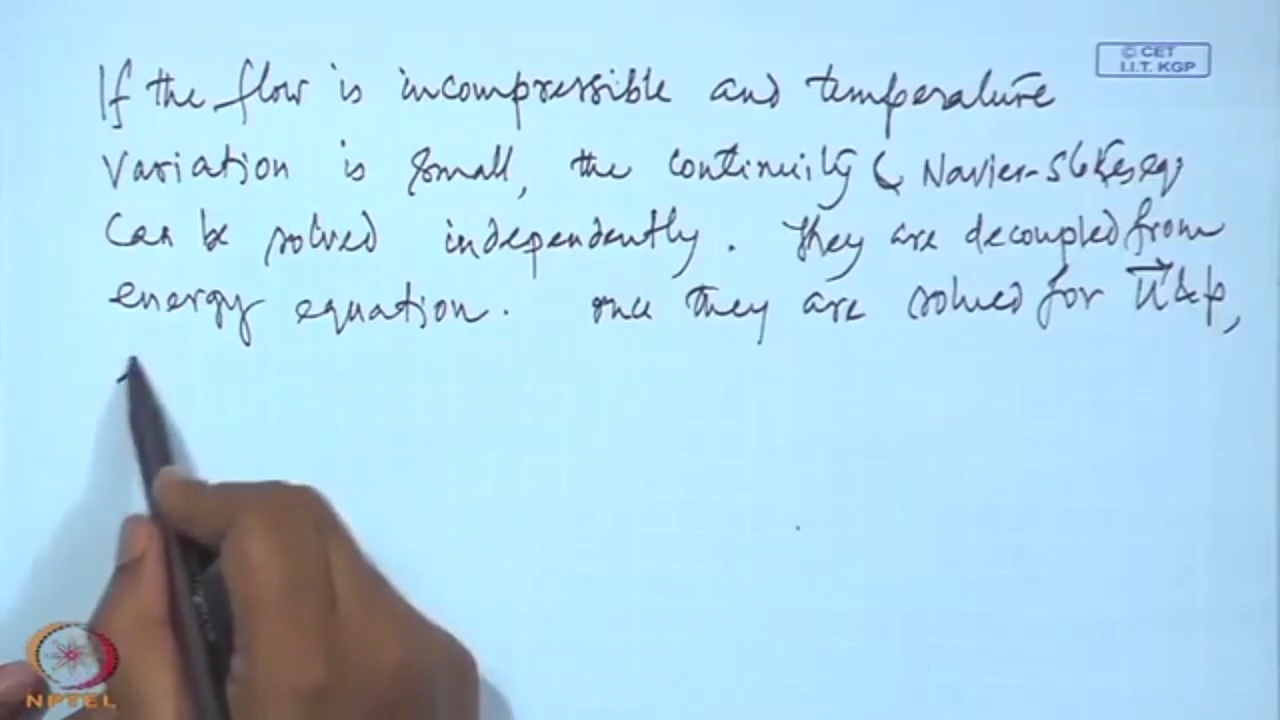 © CET
I.I.T. KGP
If the flow is incompressible and temperature
variation is small, the continuity & Navier-Stokes eqs
can be solved independently. They are decoupled from
energy equation. once they are solved for u⃗ & p,
NPTEL